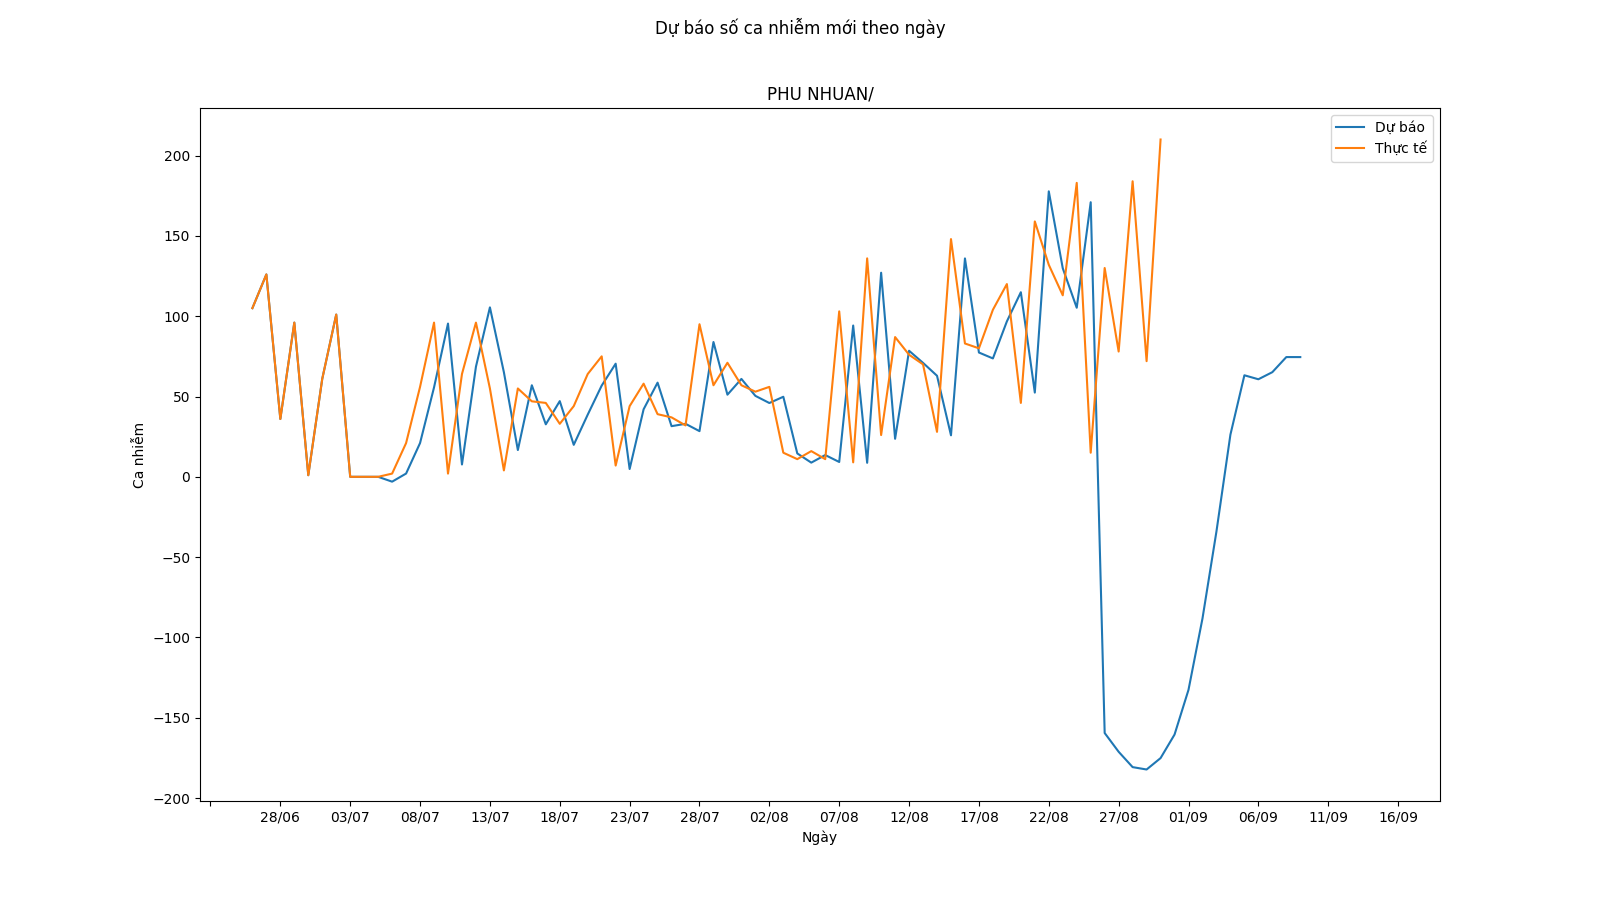 Dự báo số ca nhiễm mới theo ngày
PHU NHUAN/
Dự báo
Thực tế
200
150
100
50
0
−50
−100
−150
−200
Ca nhiễm
28/06 03/07 08/07 13/07 18/07 23/07 28/07 02/08 07/08 12/08 17/08 22/08 27/08 01/09 06/09 11/09 16/09
Ngày